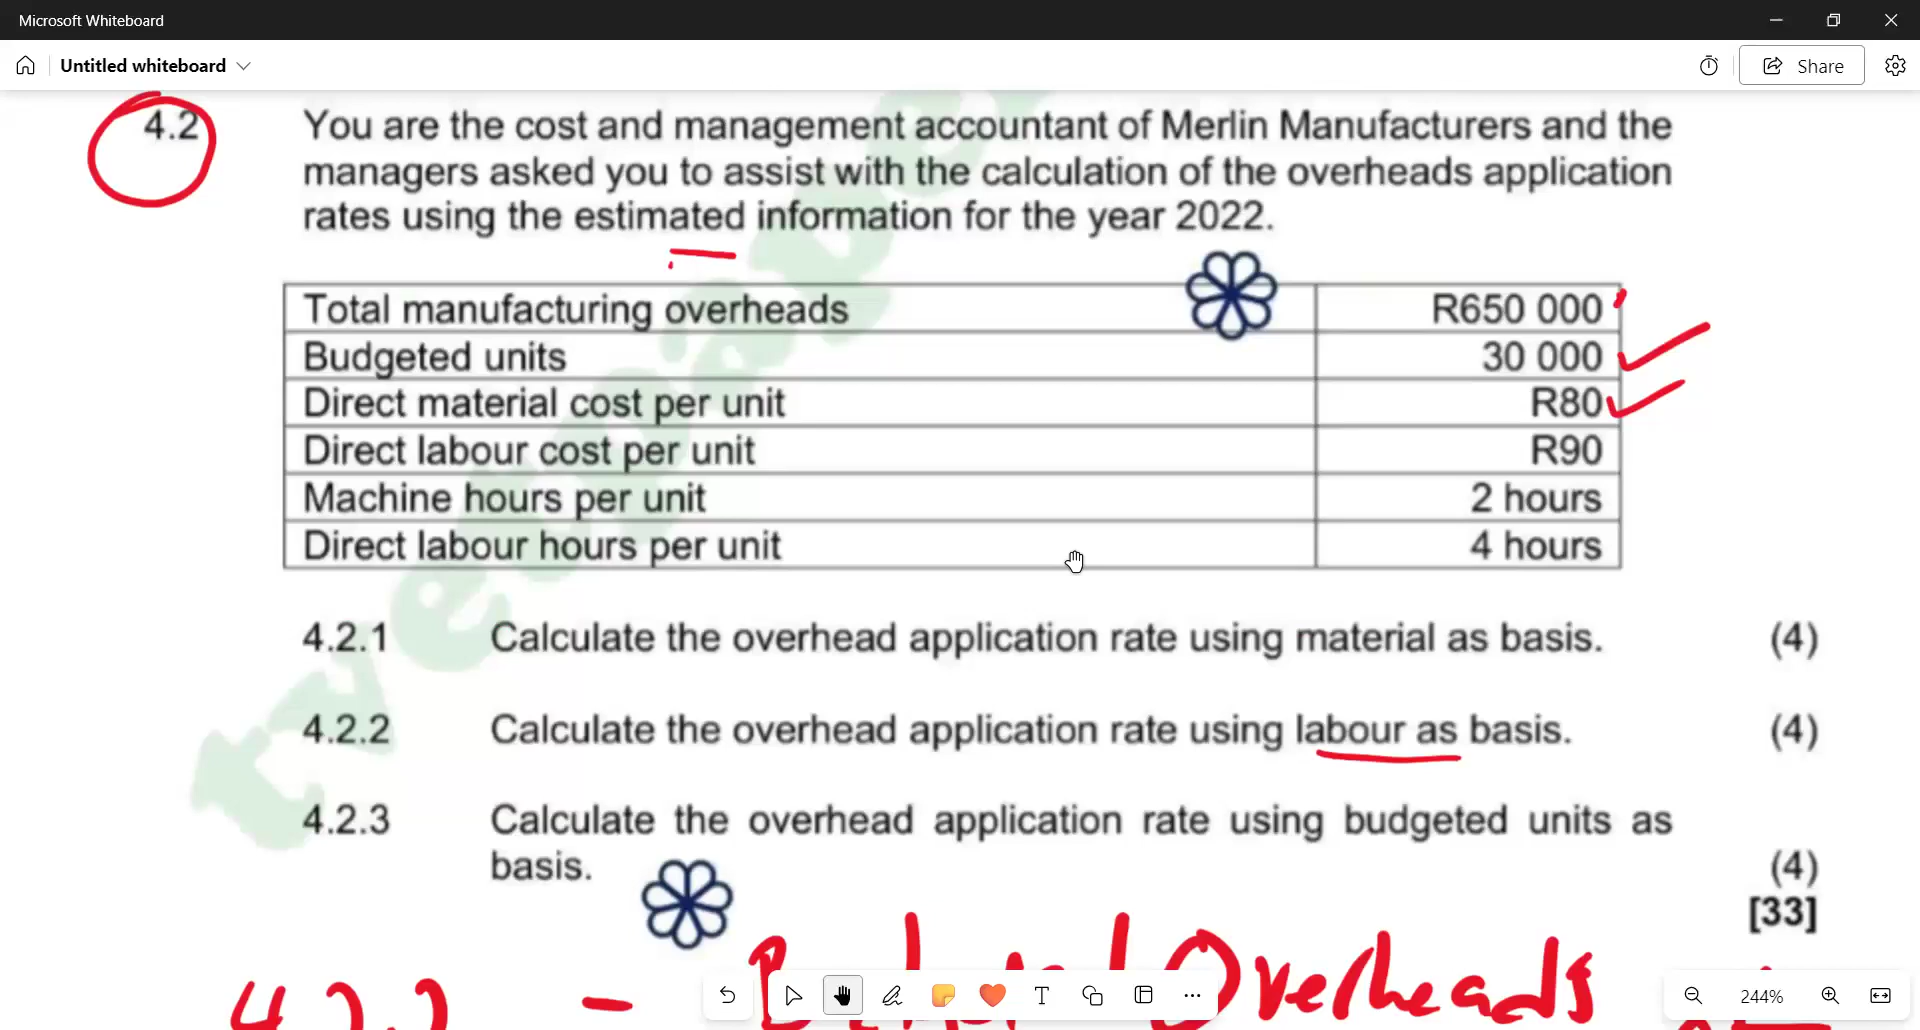 Microsoft Whiteboard
Untitled whiteboard
Share
4.2 You are the cost and management accountant of Merlin Manufacturers and the
managers asked you to assist with the calculation of the overheads application
rates using the estimated information for the year 2022.
Total manufacturing overheads R650 000
Budgeted units 30 000
Direct material cost per unit R80
Direct labour cost per unit R90
Machine hours per unit 2 hours
Direct labour hours per unit 4 hours
4.2.1 Calculate the overhead application rate using material as basis. (4)
4.2.2 Calculate the overhead application rate using labour as basis. (4)
4.2.3 Calculate the overhead application rate using budgeted units as
basis. (4)
[33]
Overheads
244%